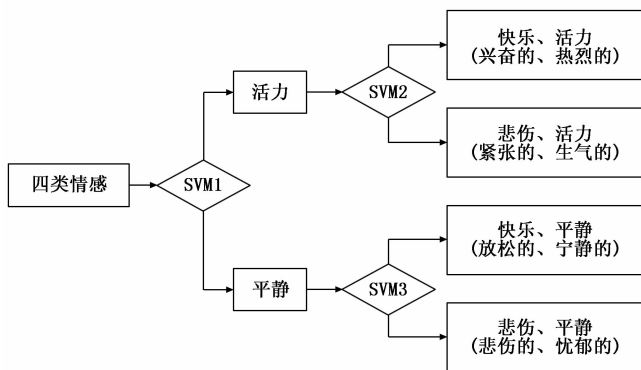 快乐、活力
(兴奋的、热烈的)
活力
SVM2
悲伤、活力
(紧张的、生气的)
四类情感
SVM1
快乐、平静
(放松的、宁静的)
平静
SVM3
悲伤、平静
(悲伤的、忧郁的)